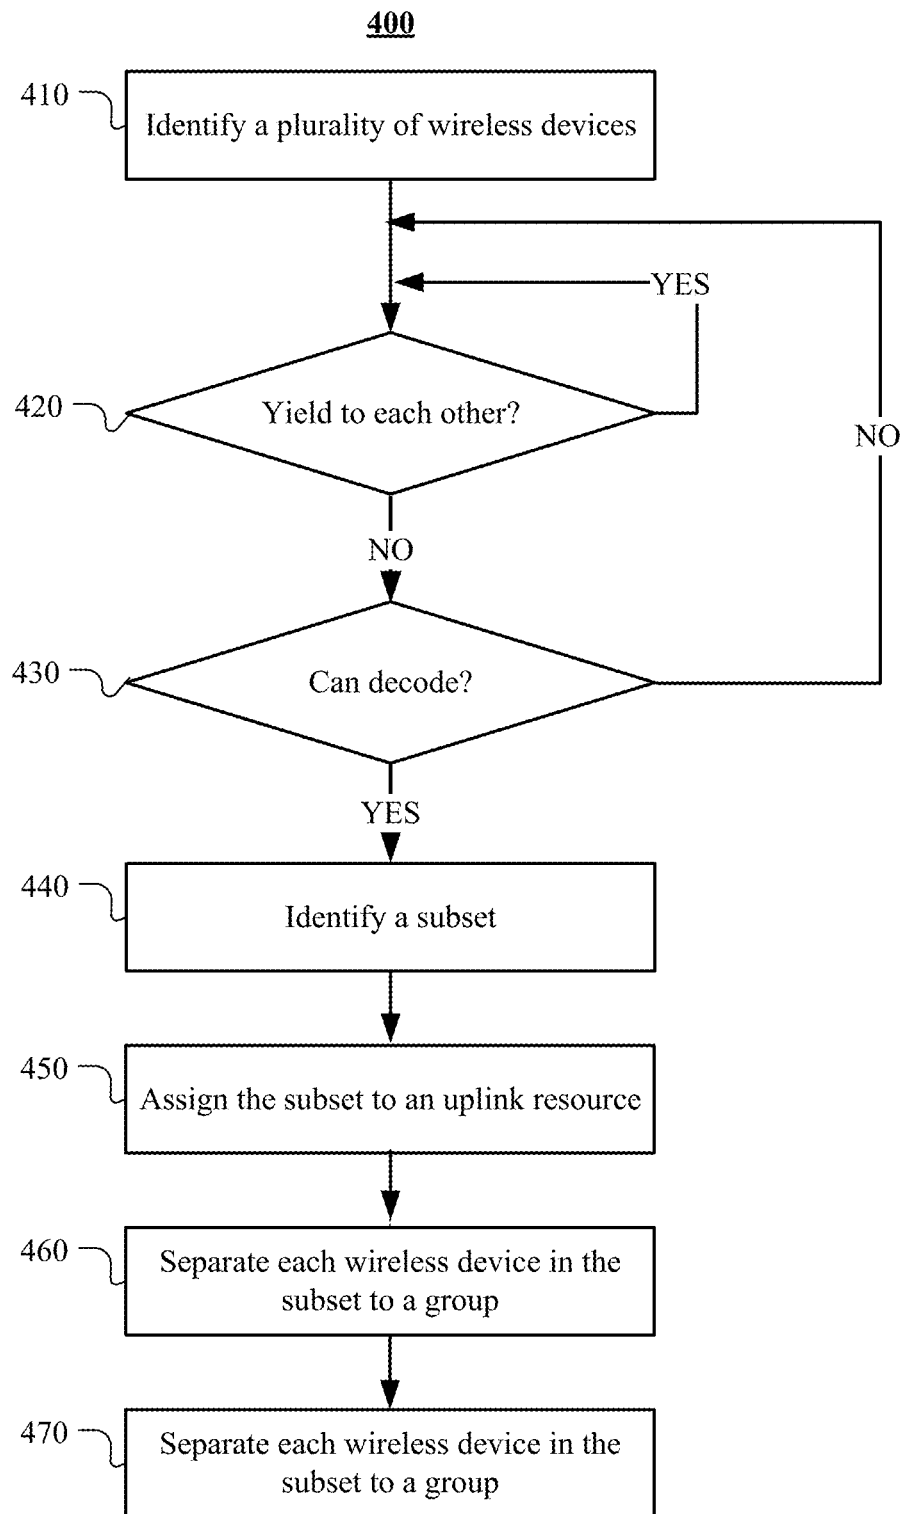 400
410
Identify a plurality of wireless devices
YES
420
Yield to each other?
NO
NO
430
Can decode?
YES
440
Identify a subset
450
Assign the subset to an uplink resource
460
Separate each wireless device in the
subset to a group
470
Separate each wireless device in the
subset to a group